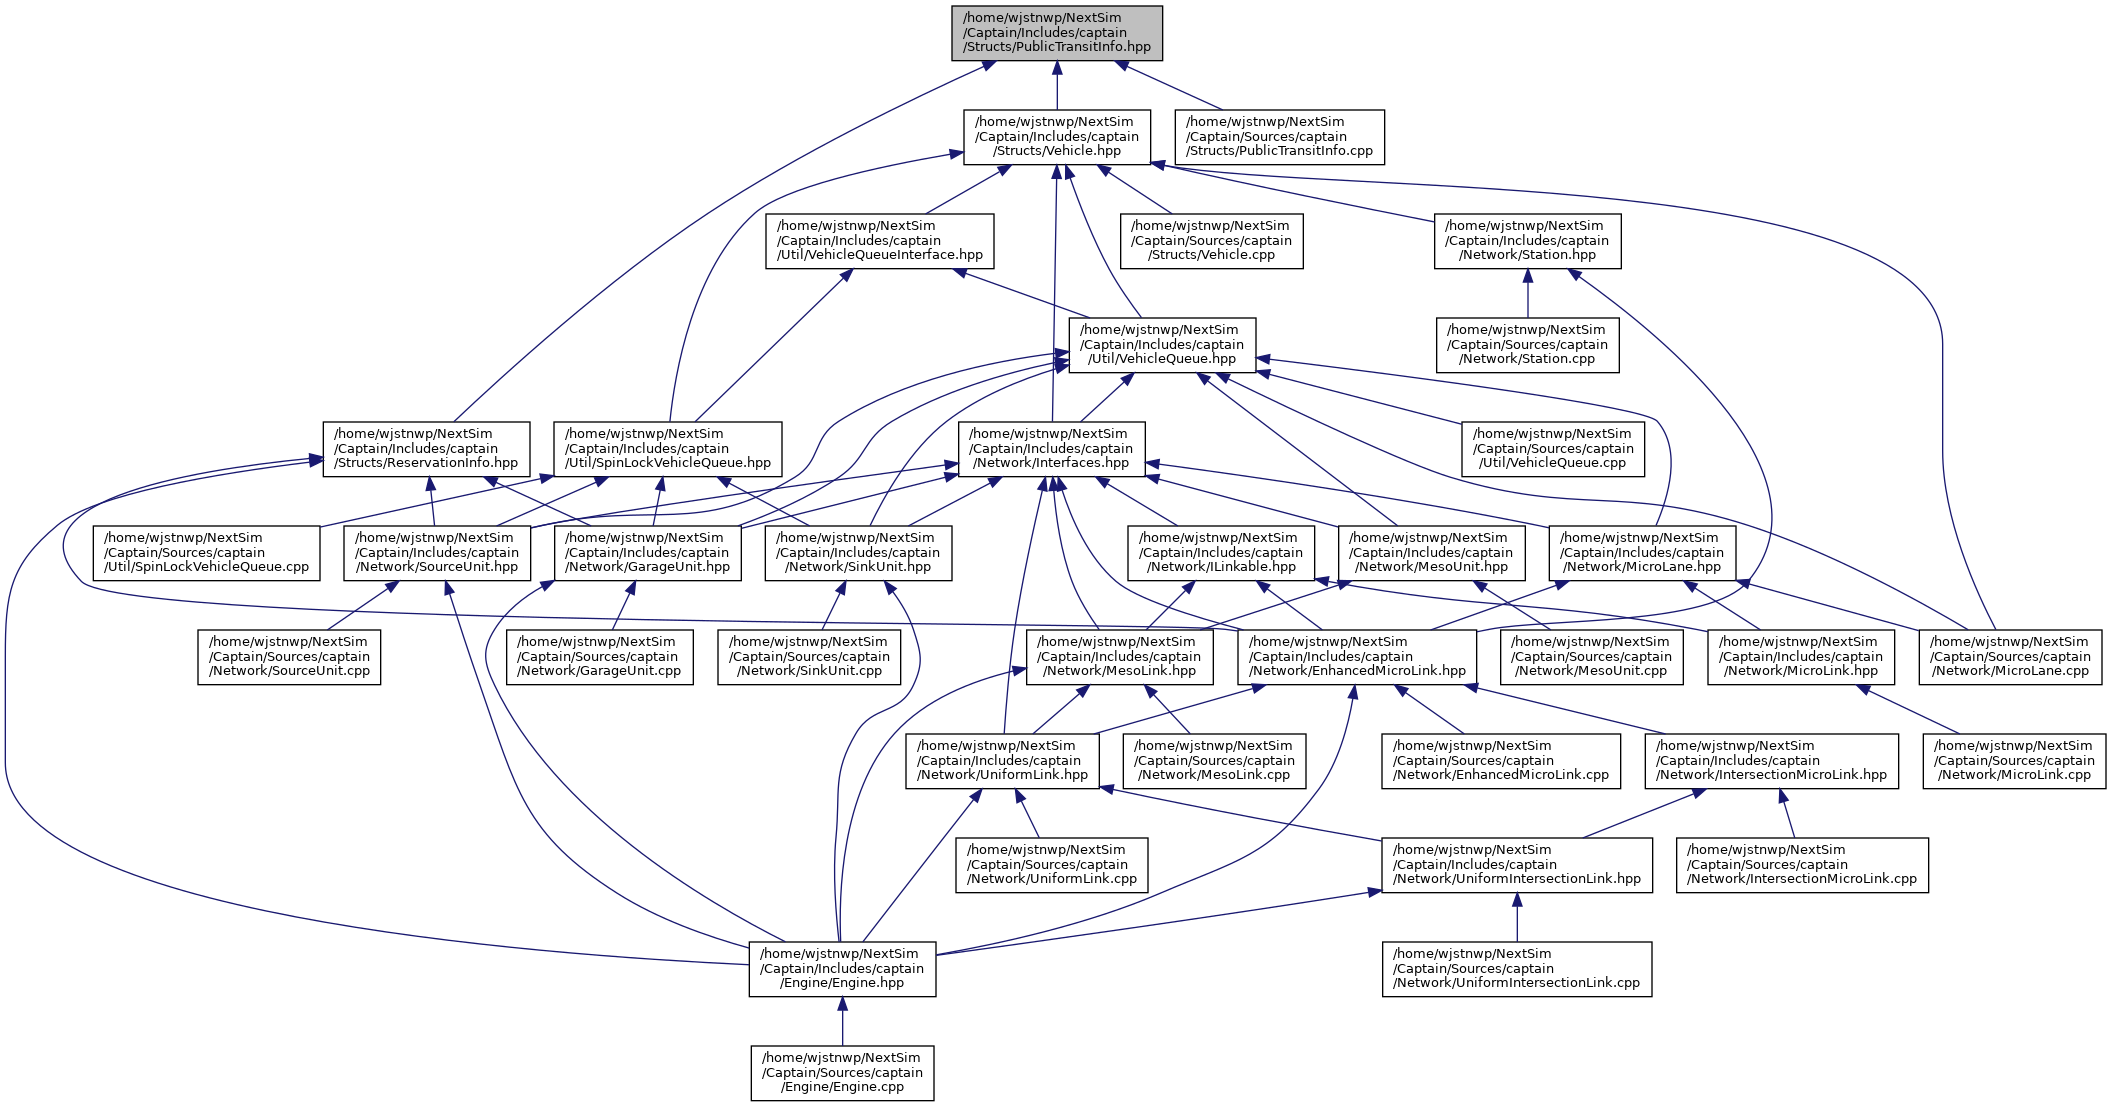 /home/wjstnwp/NextSim
/Captain/Includes/captain
/Structs/PublicTransitInfo.hpp
/home/wjstnwp/NextSim
/Captain/Includes/captain
/Structs/Vehicle.hpp
/home/wjstnwp/NextSim
/Captain/Sources/captain
/Structs/PublicTransitInfo.cpp
/home/wjstnwp/NextSim
/Captain/Includes/captain
/Util/VehicleQueueInterface.hpp
/home/wjstnwp/NextSim
/Captain/Sources/captain
/Structs/Vehicle.cpp
/home/wjstnwp/NextSim
/Captain/Includes/captain
/Network/Station.hpp
/home/wjstnwp/NextSim
/Captain/Includes/captain
/Util/VehicleQueue.hpp
/home/wjstnwp/NextSim
/Captain/Sources/captain
/Network/Station.cpp
/home/wjstnwp/NextSim
/Captain/Includes/captain
/Structs/ReservationInfo.hpp
/home/wjstnwp/NextSim
/Captain/Includes/captain
/Util/SpinLockVehicleQueue.hpp
/home/wjstnwp/NextSim
/Captain/Includes/captain
/Network/Interfaces.hpp
/home/wjstnwp/NextSim
/Captain/Sources/captain
/Util/VehicleQueue.cpp
/home/wjstnwp/NextSim
/Captain/Sources/captain
/Util/SpinLockVehicleQueue.cpp
/home/wjstnwp/NextSim
/Captain/Includes/captain
/Network/SourceUnit.hpp
/home/wjstnwp/NextSim
/Captain/Includes/captain
/Network/GarageUnit.hpp
/home/wjstnwp/NextSim
/Captain/Includes/captain
/Network/SinkUnit.hpp
/home/wjstnwp/NextSim
/Captain/Includes/captain
/Network/ILinkable.hpp
/home/wjstnwp/NextSim
/Captain/Includes/captain
/Network/MesoUnit.hpp
/home/wjstnwp/NextSim
/Captain/Includes/captain
/Network/MicroLane.hpp
/home/wjstnwp/NextSim
/Captain/Sources/captain
/Network/SourceUnit.cpp
/home/wjstnwp/NextSim
/Captain/Sources/captain
/Network/GarageUnit.cpp
/home/wjstnwp/NextSim
/Captain/Sources/captain
/Network/SinkUnit.cpp
/home/wjstnwp/NextSim
/Captain/Includes/captain
/Network/MesoLink.hpp
/home/wjstnwp/NextSim
/Captain/Includes/captain
/Network/EnhancedMicroLink.hpp
/home/wjstnwp/NextSim
/Captain/Sources/captain
/Network/MesoUnit.cpp
/home/wjstnwp/NextSim
/Captain/Includes/captain
/Network/MicroLink.hpp
/home/wjstnwp/NextSim
/Captain/Sources/captain
/Network/MicroLane.cpp
/home/wjstnwp/NextSim
/Captain/Includes/captain
/Network/UniformLink.hpp
/home/wjstnwp/NextSim
/Captain/Sources/captain
/Network/MesoLink.cpp
/home/wjstnwp/NextSim
/Captain/Sources/captain
/Network/EnhancedMicroLink.cpp
/home/wjstnwp/NextSim
/Captain/Includes/captain
/Network/IntersectionMicroLink.hpp
/home/wjstnwp/NextSim
/Captain/Sources/captain
/Network/MicroLink.cpp
/home/wjstnwp/NextSim
/Captain/Sources/captain
/Network/UniformLink.cpp
/home/wjstnwp/NextSim
/Captain/Includes/captain
/Network/UniformIntersectionLink.hpp
/home/wjstnwp/NextSim
/Captain/Sources/captain
/Network/IntersectionMicroLink.cpp
/home/wjstnwp/NextSim
/Captain/Includes/captain
/Engine/Engine.hpp
/home/wjstnwp/NextSim
/Captain/Sources/captain
/Network/UniformIntersectionLink.cpp
/home/wjstnwp/NextSim
/Captain/Sources/captain
/Engine/Engine.cpp